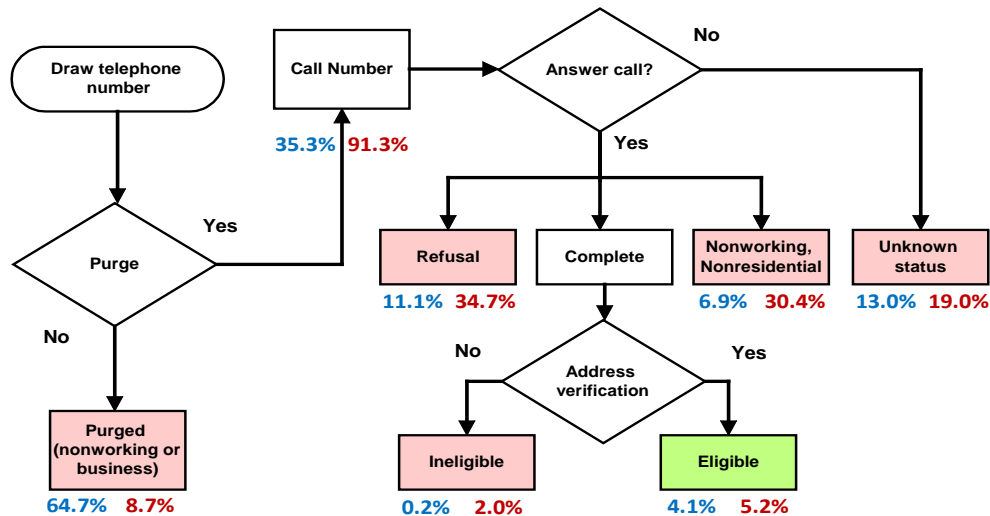 Draw telephone
number
Call Number
Answer call?
No
35.3% 91.3%
Yes
Yes
Purge
Refusal
Complete
Nonworking,
Nonresidential
Unknown
status
11.1% 34.7%
6.9% 30.4%
13.0% 19.0%
No
No
Yes
Address
verification
Purged
(nonworking or
business)
Ineligible
Eligible
64.7% 8.7%
0.2% 2.0%
4.1% 5.2%